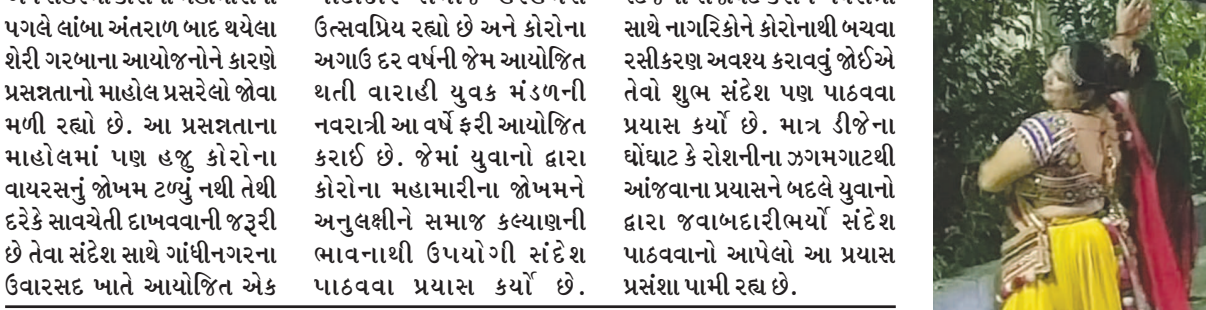 પગલે લાંબા અંતરાળ બાદ થયેલા
શેરી ગરબાના આયોજનોને કારણે
પ્રસન્નતાનો માહોલ પ્રસરેલો જોવા
મળી રહ્યો છે. આ પ્રસન્નતાના
માહોલમાં પણ હજુ કોરોના
વાયરસનું જોખમ ટળ્યું નથી તેથી
દરેકે સાવચેતી દાખવવાની જરૂરી
છે તેવા સંદેશ સાથે ગાંધીનગરના
ઉવારસદ ખાતે આયોજિત એક
ઉત્સવપ્રિય રહ્યો છે અને કોરોના
અગાઉ દર વર્ષની જેમ આયોજિત
થતી વારાહી યુવક મંડળની
નવરાત્રી આ વર્ષે ફરી આયોજિત
કરાઈ છે. જેમાં યુવાનો દ્વારા
કોરોના મહામારીના જોખમને
અનુલક્ષીને સમાજ કલ્યાણની
ભાવનાથી ઉપયોગી સંદેશ
પાઠવવા પ્રયાસ કર્યો છે.
સાથે નાગરિકોને કોરોનાથી બચવા
રસીકરણ અવશ્ય કરાવવું જોઈએ
તેવો શુભ સંદેશ પણ પાઠવવા
પ્રયાસ કર્યો છે. માત્ર ડીજેના
ઘોંઘાટ કે રોશનીના ઝગમગાટથી
આંજવાના પ્રયાસને બદલે યુવાનો
દ્વારા જવાબદારીભર્યો સંદેશ
પાઠવવાનો આપેલો આ પ્રયાસ
પ્રસંશા પામી રહ્ય છે.